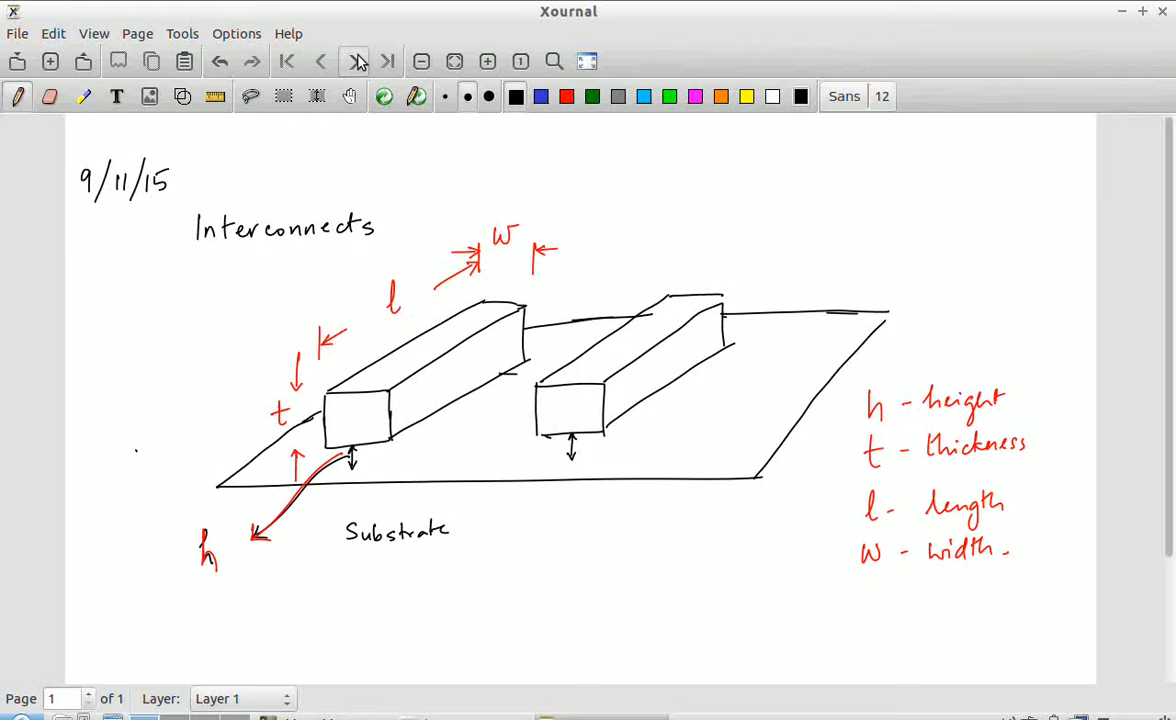 Xournal
File Edit View Page Tools Options Help
Sans 12
9/11/15
Interconnects
w
l
t
h
Substrate
h - height
t - thickness
l - length
w - width -
Page 1 of 1 Layer: Layer 1